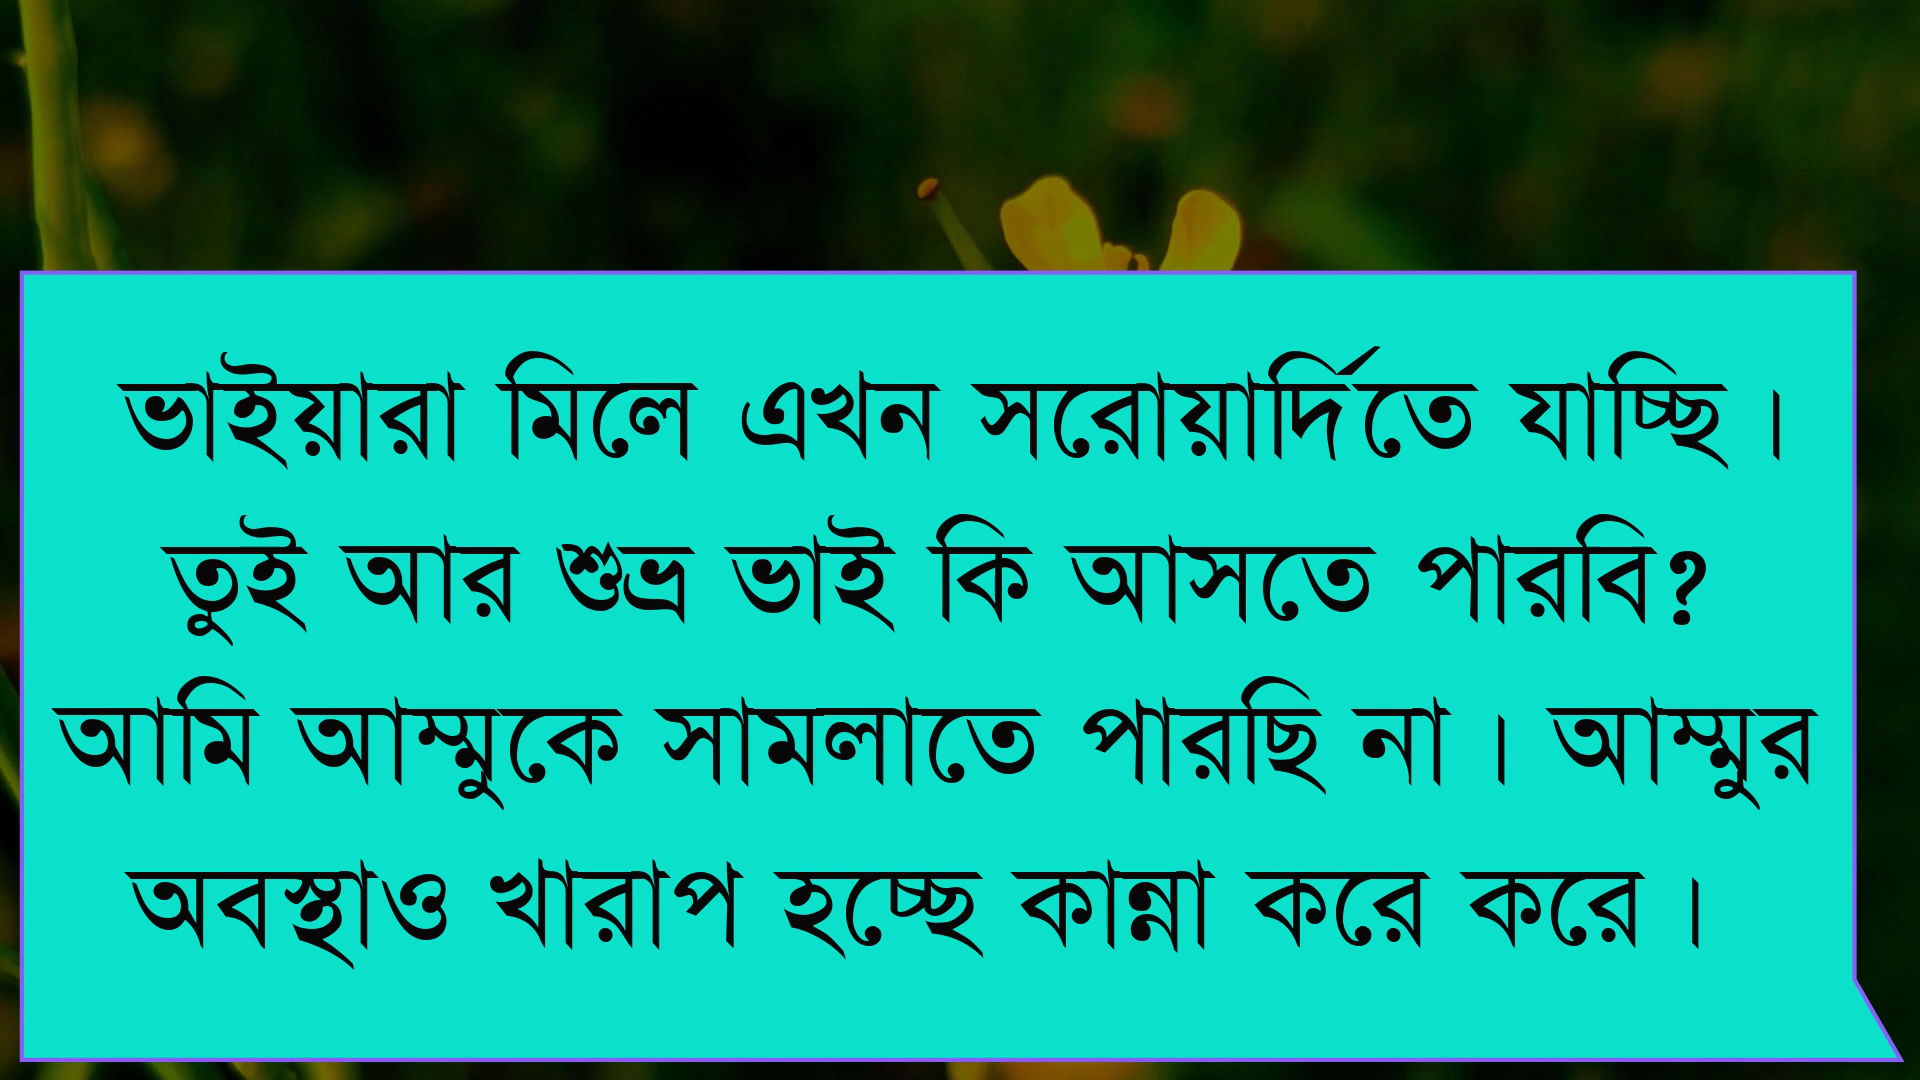 ভাইয়ারা মিলে এখন সরোয়ার্দিতে যাচ্ছি।
তুই আর শুভ্র ভাই কি আসতে পারবি?
আমি আম্মুকে সামলাতে পারছি না। আম্মুর
অবস্থাও খারাপ হচ্ছে কান্না করে করে।